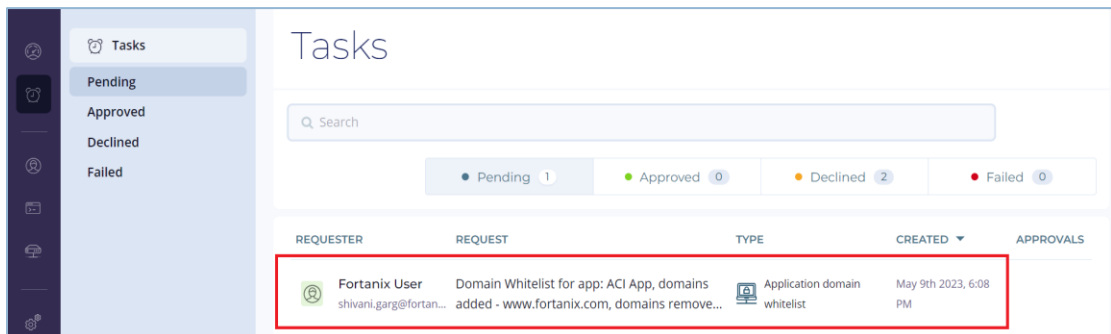 Tasks
Pending
Approved
Declined
Failed
Tasks
Search
Pending 1
Approved 0
Declined 2
Failed 0
REQUESTER REQUEST TYPE CREATED APPROVALS
Fortanix User Domain Whitelist for app: ACI App, domains Application domain May 9th 2023, 6:08
shivani.garg@fortan... added - www.fortanix.com, domains remove... whitelist PM